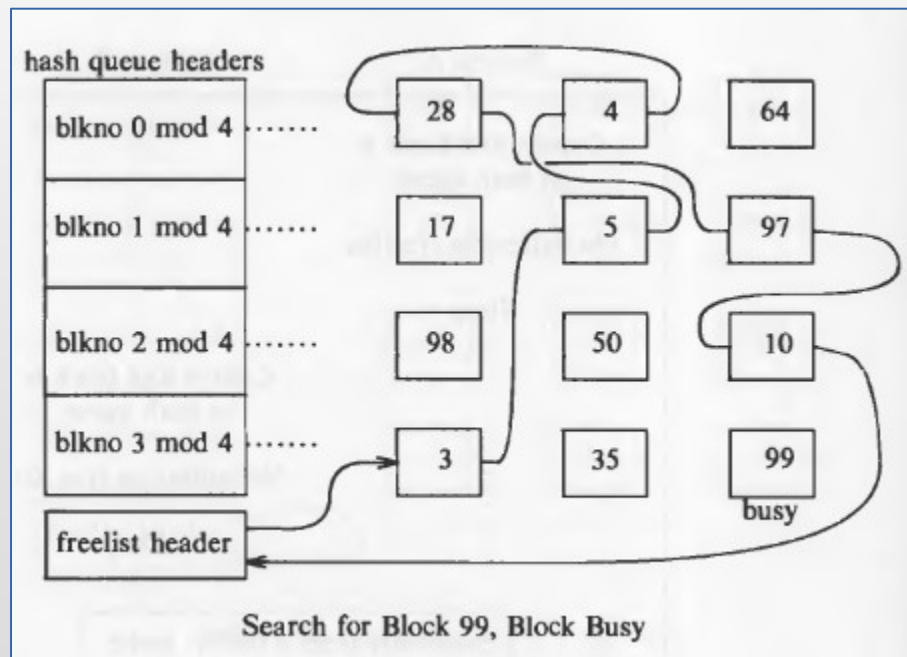 hash queue headers
blkno 0 mod 4 28 4 64
blkno 1 mod 4 17 5 97
blkno 2 mod 4 98 50 10
blkno 3 mod 4 3 35 99
busy
freelist header
Search for Block 99, Block Busy